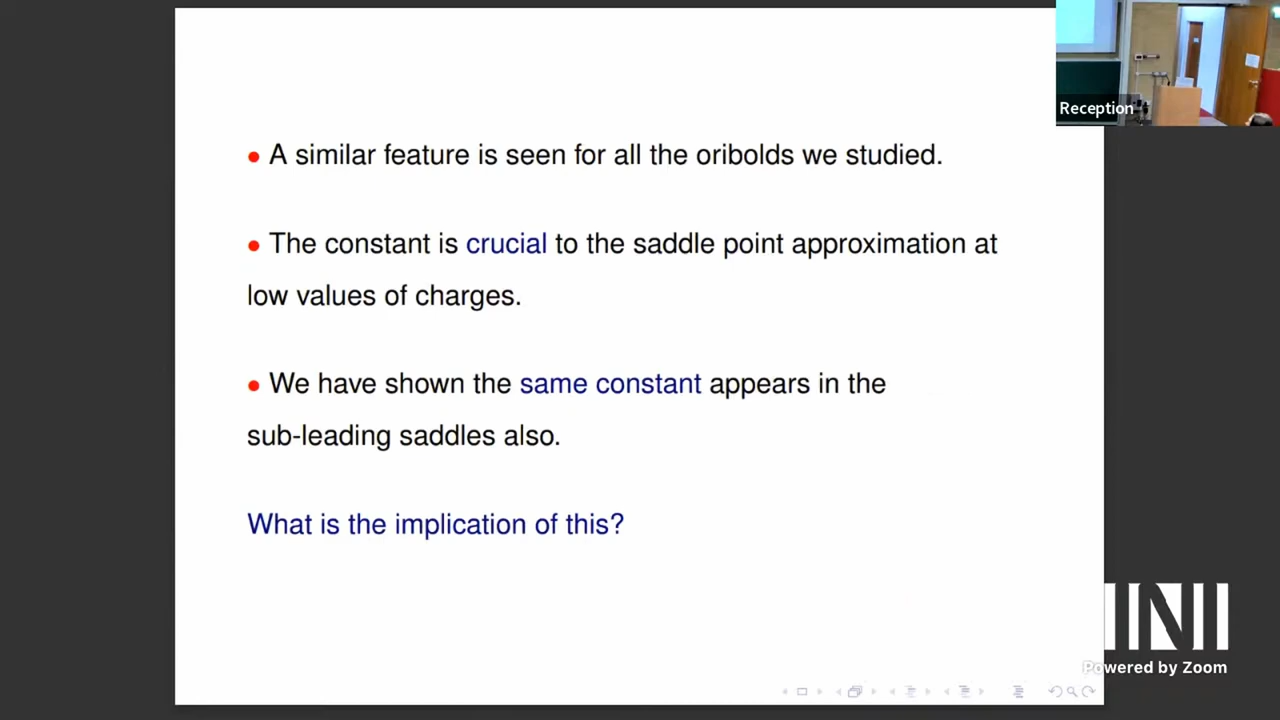 Reception
• A similar feature is seen for all the oribolds we studied.
• The constant is crucial to the saddle point approximation at
low values of charges.
• We have shown the same constant appears in the
sub-leading saddles also.
What is the implication of this?
INI
Powered by Zoom